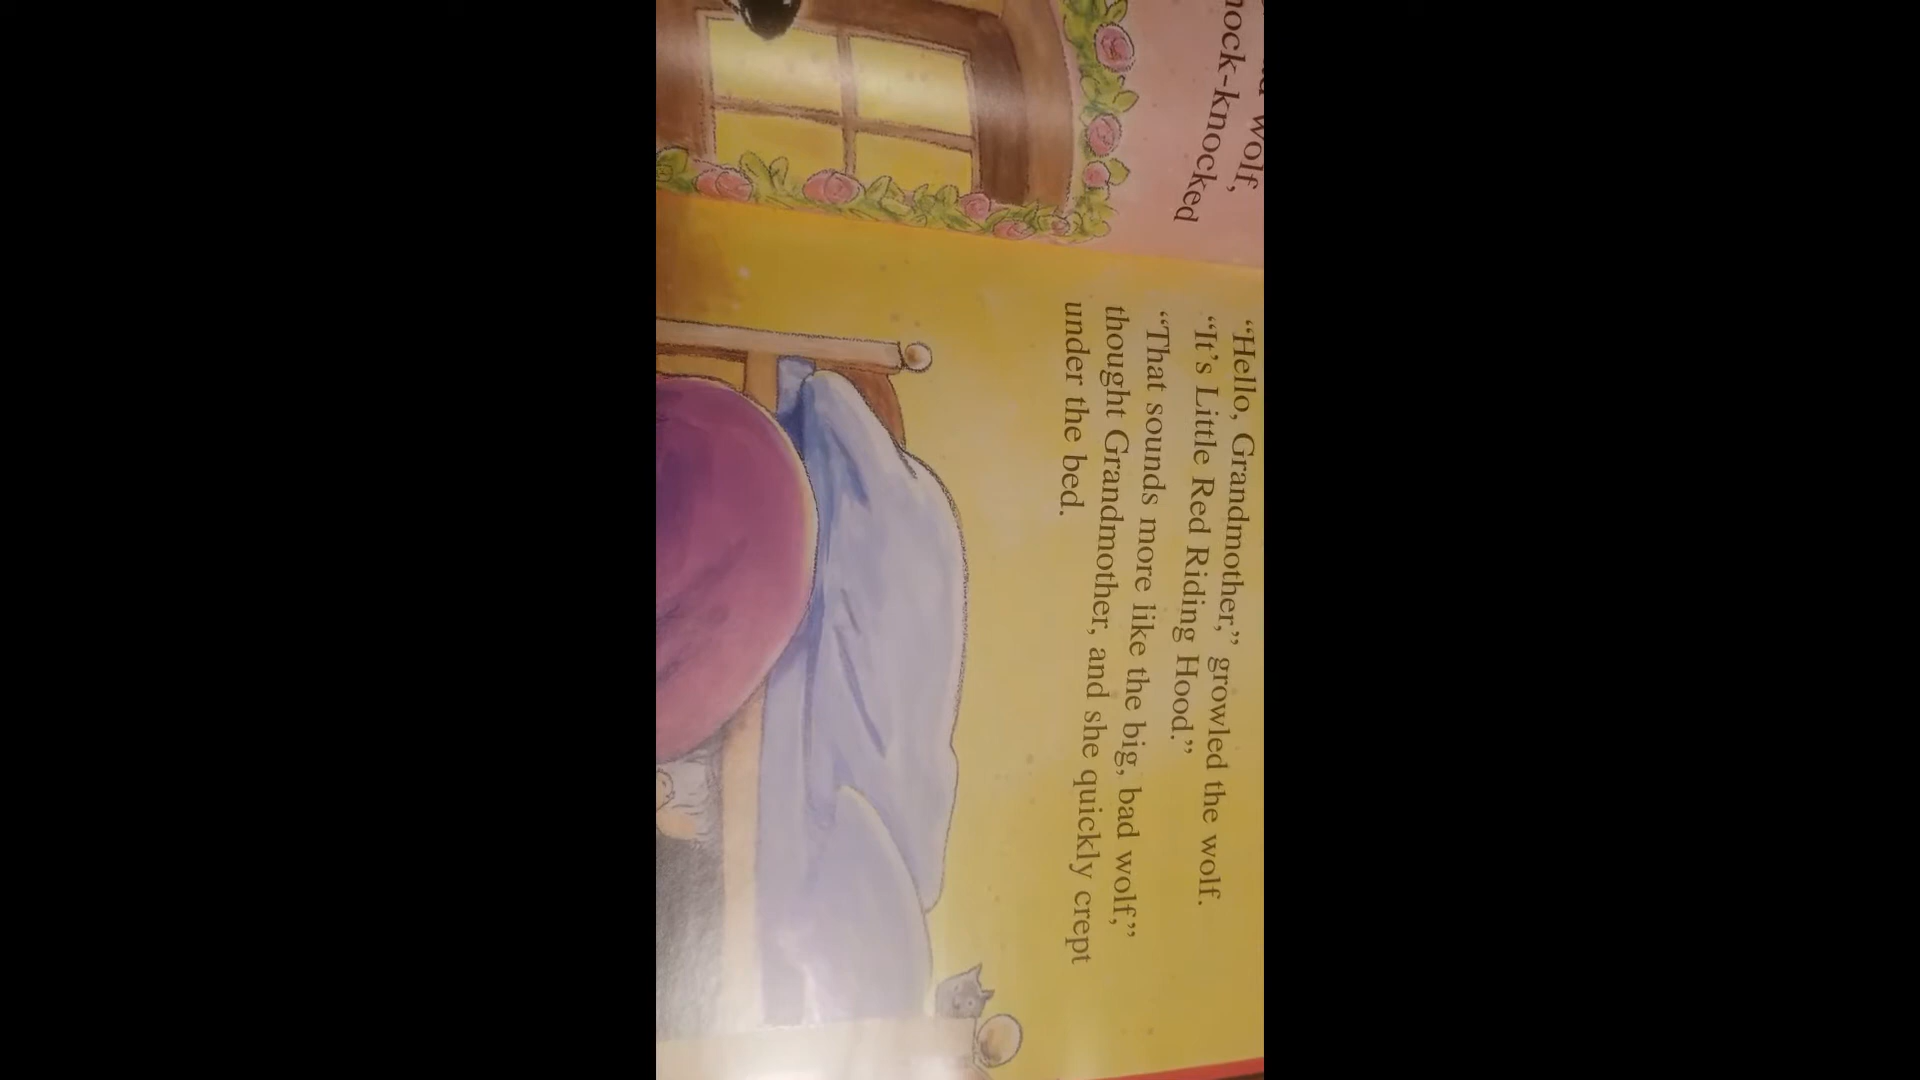 wolf,
knocked
"Hello, Grandmother," growled the wolf.
"It's Little Red Riding Hood."
"That sounds more like the big, bad wolf,"
thought Grandmother, and she quickly crept
under the bed.